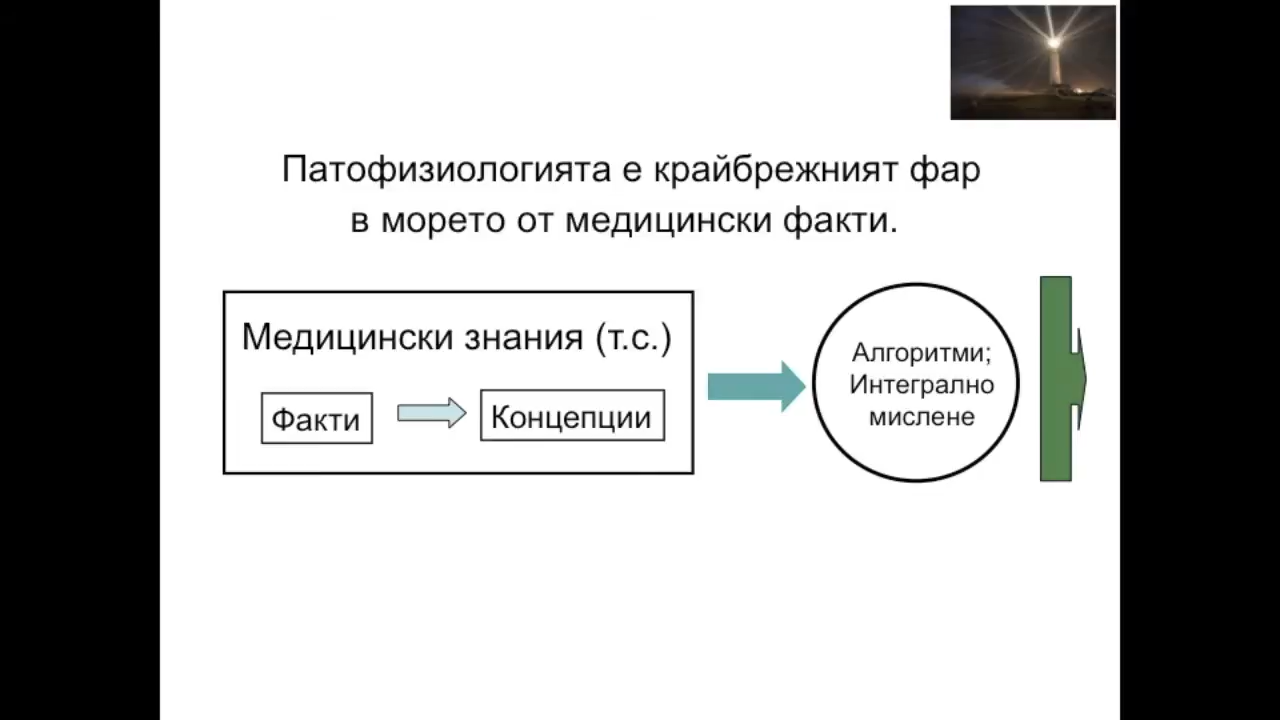 Патофизиологията е крайбрежният фар
в морето от медицински факти.
Медицински знания (т.с.)
Факти
Концепции
Алгоритми;
Интегрално
мислене